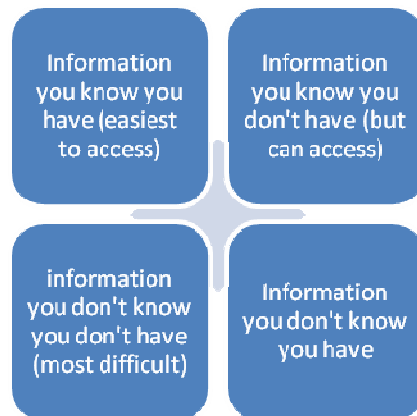 Information
you know you
have (easiest
to access)
Information
you know you
don't have (but
can access)
information
you don't know
you don't have
(most difficult)
Information
you don't know
you have